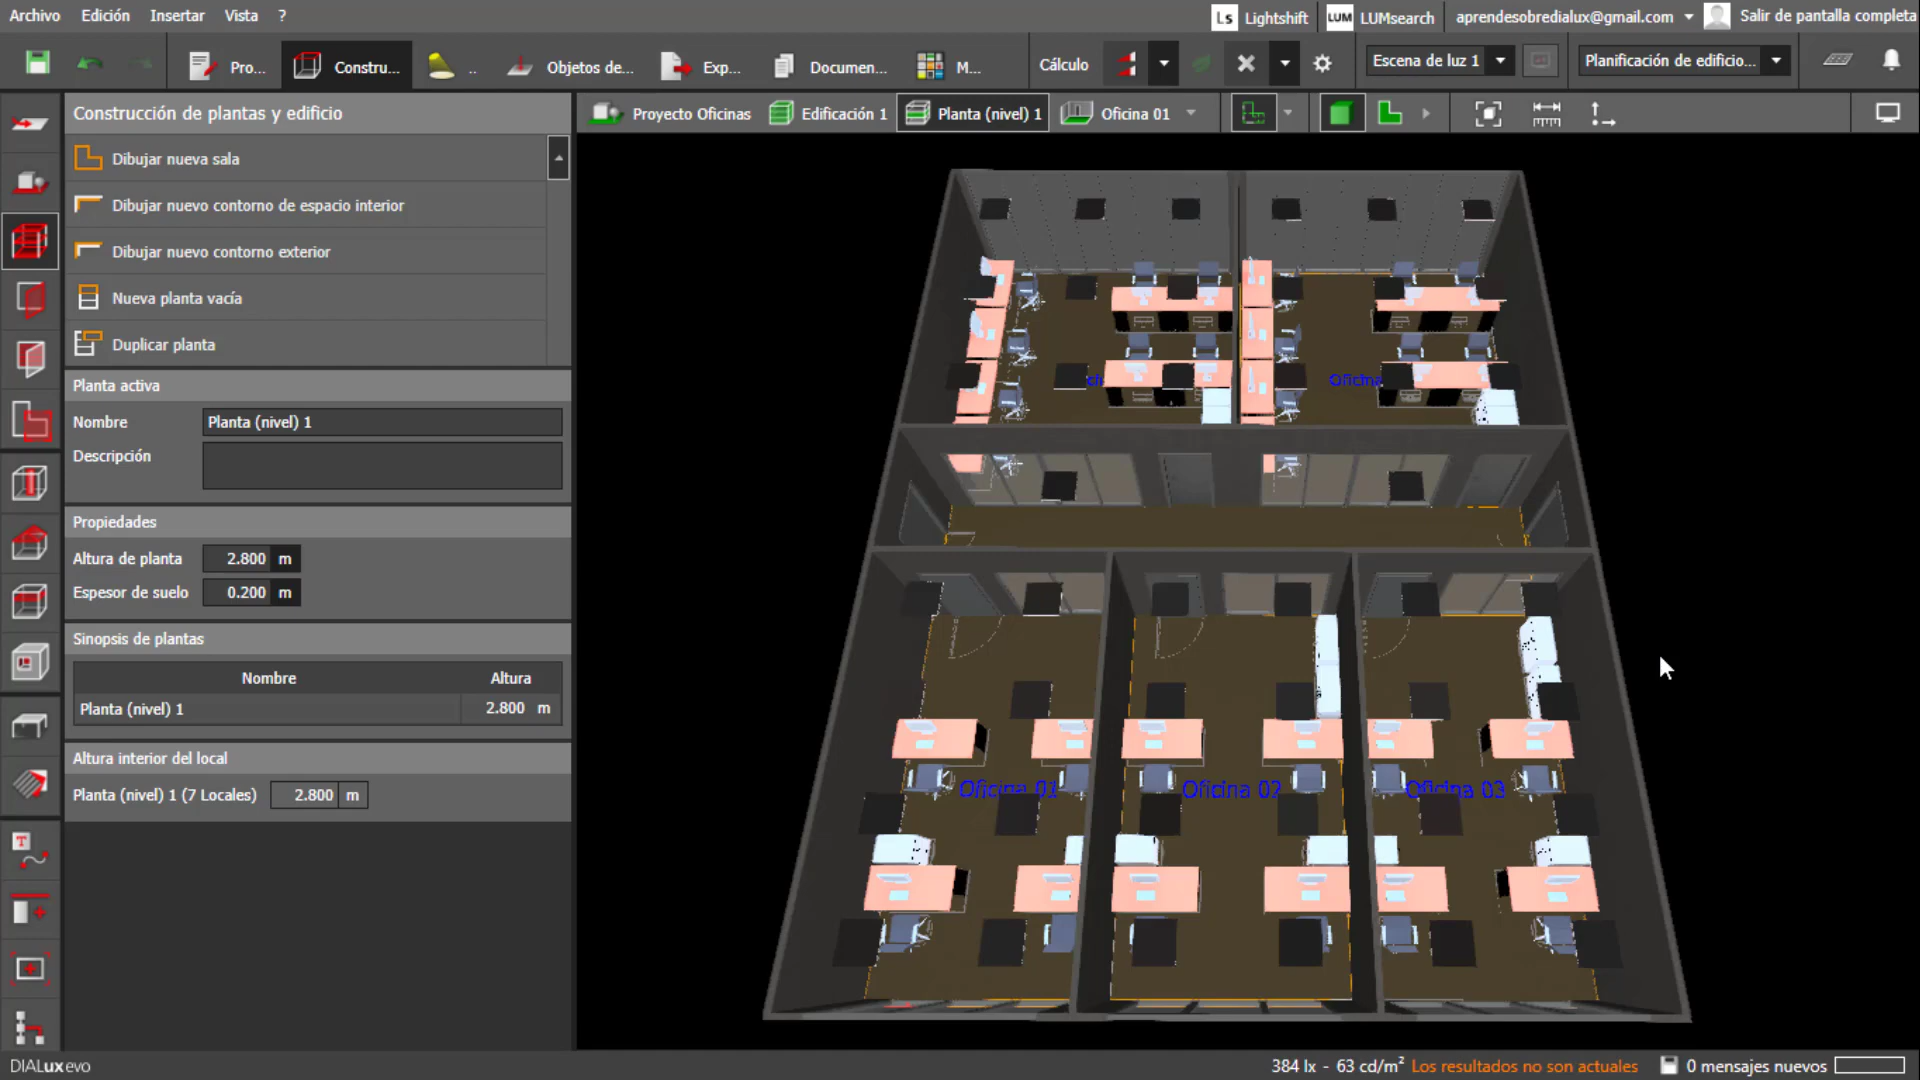 Archivo Edición Insertar Vista ?
Ls Lightshift LUM LUMsearch aprendesobredialux@gmail.com Salir de pantalla completa
Pro... Constru... .. Objetos de... Exp... Documen... M... Cálculo Escena de luz 1 Planificación de edificio...
Construcción de plantas y edificio
Proyecto Oficinas Edificación 1 Planta (nivel) 1 Oficina 01
Dibujar nueva sala
Dibujar nuevo contorno de espacio interior
Dibujar nuevo contorno exterior
Nueva planta vacía
Duplicar planta
Planta activa
Nombre Planta (nivel) 1
Descripción
Propiedades
Altura de planta 2.800 m
Espesor de suelo 0.200 m
Sinopsis de plantas
Nombre Altura
Planta (nivel) 1 2.800 m
Altura interior del local
Planta (nivel) 1 (7 Locales) 2.800 m
Oficina
Oficina 01 Oficina 02 Oficina 03
DIALux evo
384 lx - 63 cd/m² Los resultados no son actuales 0 mensajes nuevos